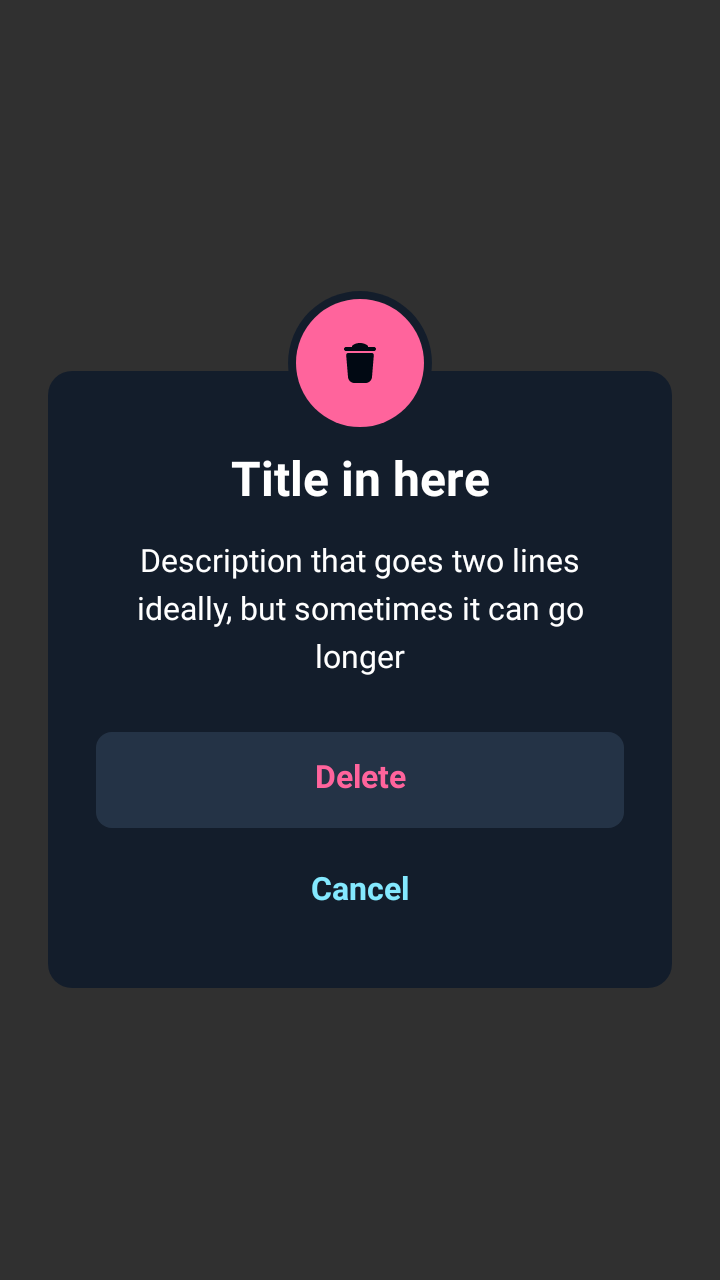 Title in here
Description that goes two lines
ideally, but sometimes it can go
longer
Delete
Cancel